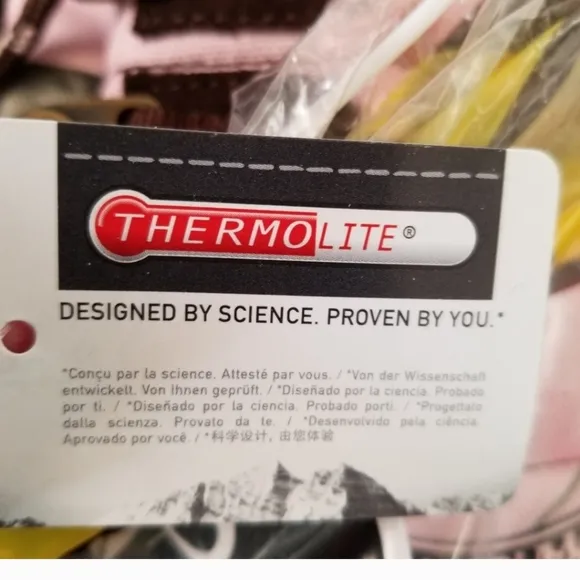 THERMOLITE®
DESIGNED BY SCIENCE. PROVEN BY YOU.*
*Conçu par la science. Attesté par vous. / *Von der Wissenschaft
entwickelt. Von Ihnen geprüft. / *Diseñado por la ciencia. Probado
por ti. / *Diseñado por la ciencia. Probado porti. / *Progettato
dalla scienza. Provato da te. / *Desenvolvido pela ciência.
Aprovado por você. / *科学设计, 由您体验